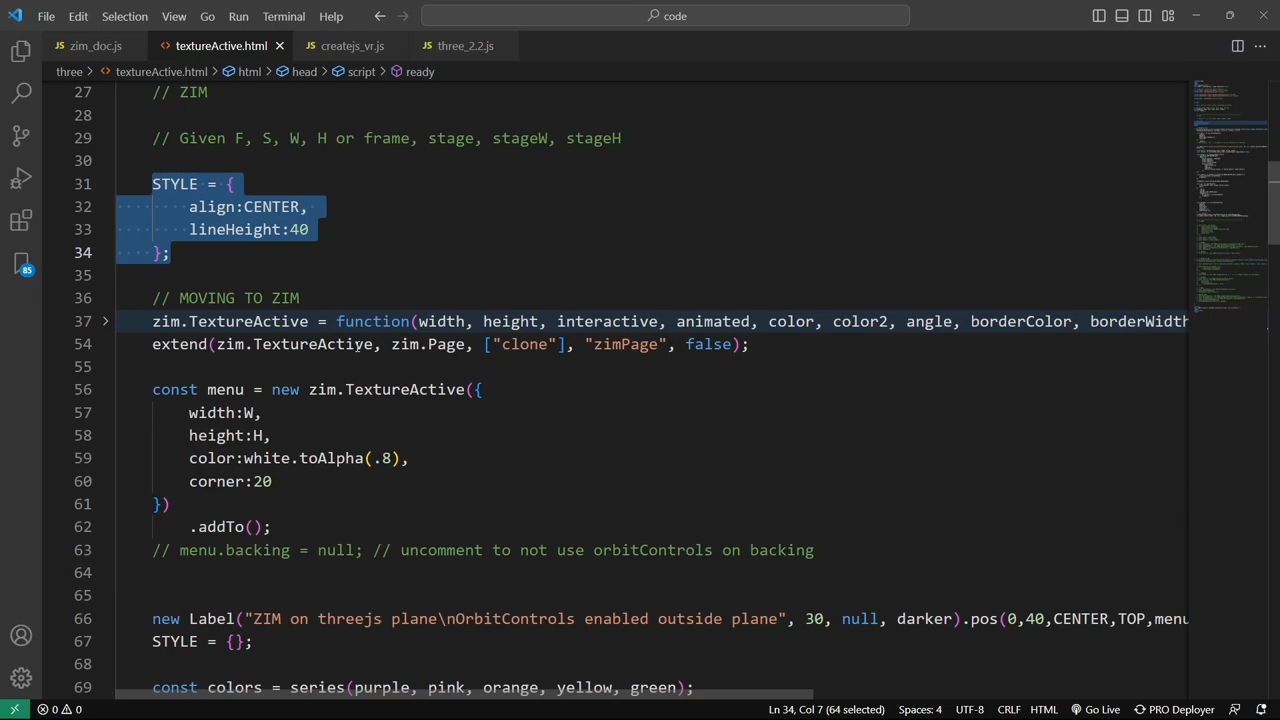 File Edit Selection View Go Run Terminal Help code
JS zim_doc.js <> textureActive.html × JS createjs_vr.js JS three_2.2.js
three > <> textureActive.html > html > head > script > ready
27 // ZIM
28
29 // Given F, S, W, H or frame, stage, stageW, stageH
30
31 STYLE = {
32 align:CENTER,
33 lineHeight:40
34 };
35
36 // MOVING TO ZIM
37 zim.TextureActive = function(width, height, interactive, animated, color, color2, angle, borderColor, borderWidth
54 extend(zim.TextureActive, zim.Page, ["clone"], "zimPage", false);
55
56 const menu = new zim.TextureActive({
57 width:W,
58 height:H,
59 color:white.toAlpha(.8),
60 corner:20
61 })
62 .addTo();
63 // menu.backing = null; // uncomment to not use orbitControls on backing
64
65
66 new Label("ZIM on threejs plane\nOrbitControls enabled outside plane", 30, null, darker).pos(0,40,CENTER,TOP,menu
67 STYLE = {};
68
69 const colors = series(purple, pink, orange, yellow, green);
85
0 0 Ln 34, Col 7 (64 selected) Spaces: 4 UTF-8 CRLF HTML Go Live PRO Deployer